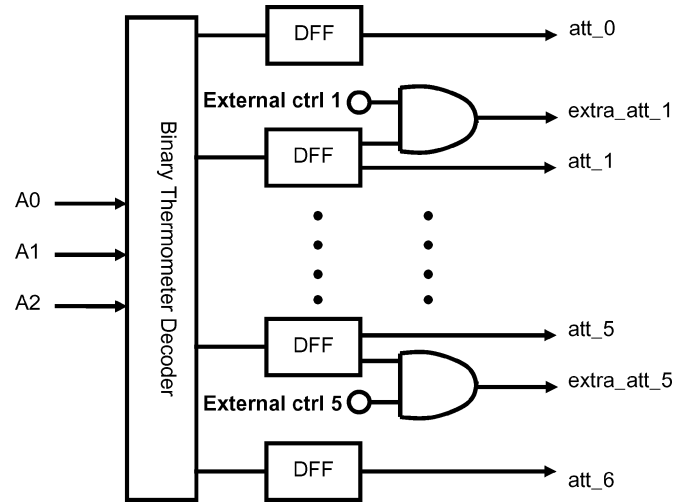 DFF
att_0
External ctrl 1
extra_att_1
DFF
att_1
Binary Thermometer Decoder
A0
A1
A2
DFF
att_5
External ctrl 5
extra_att_5
DFF
att_6